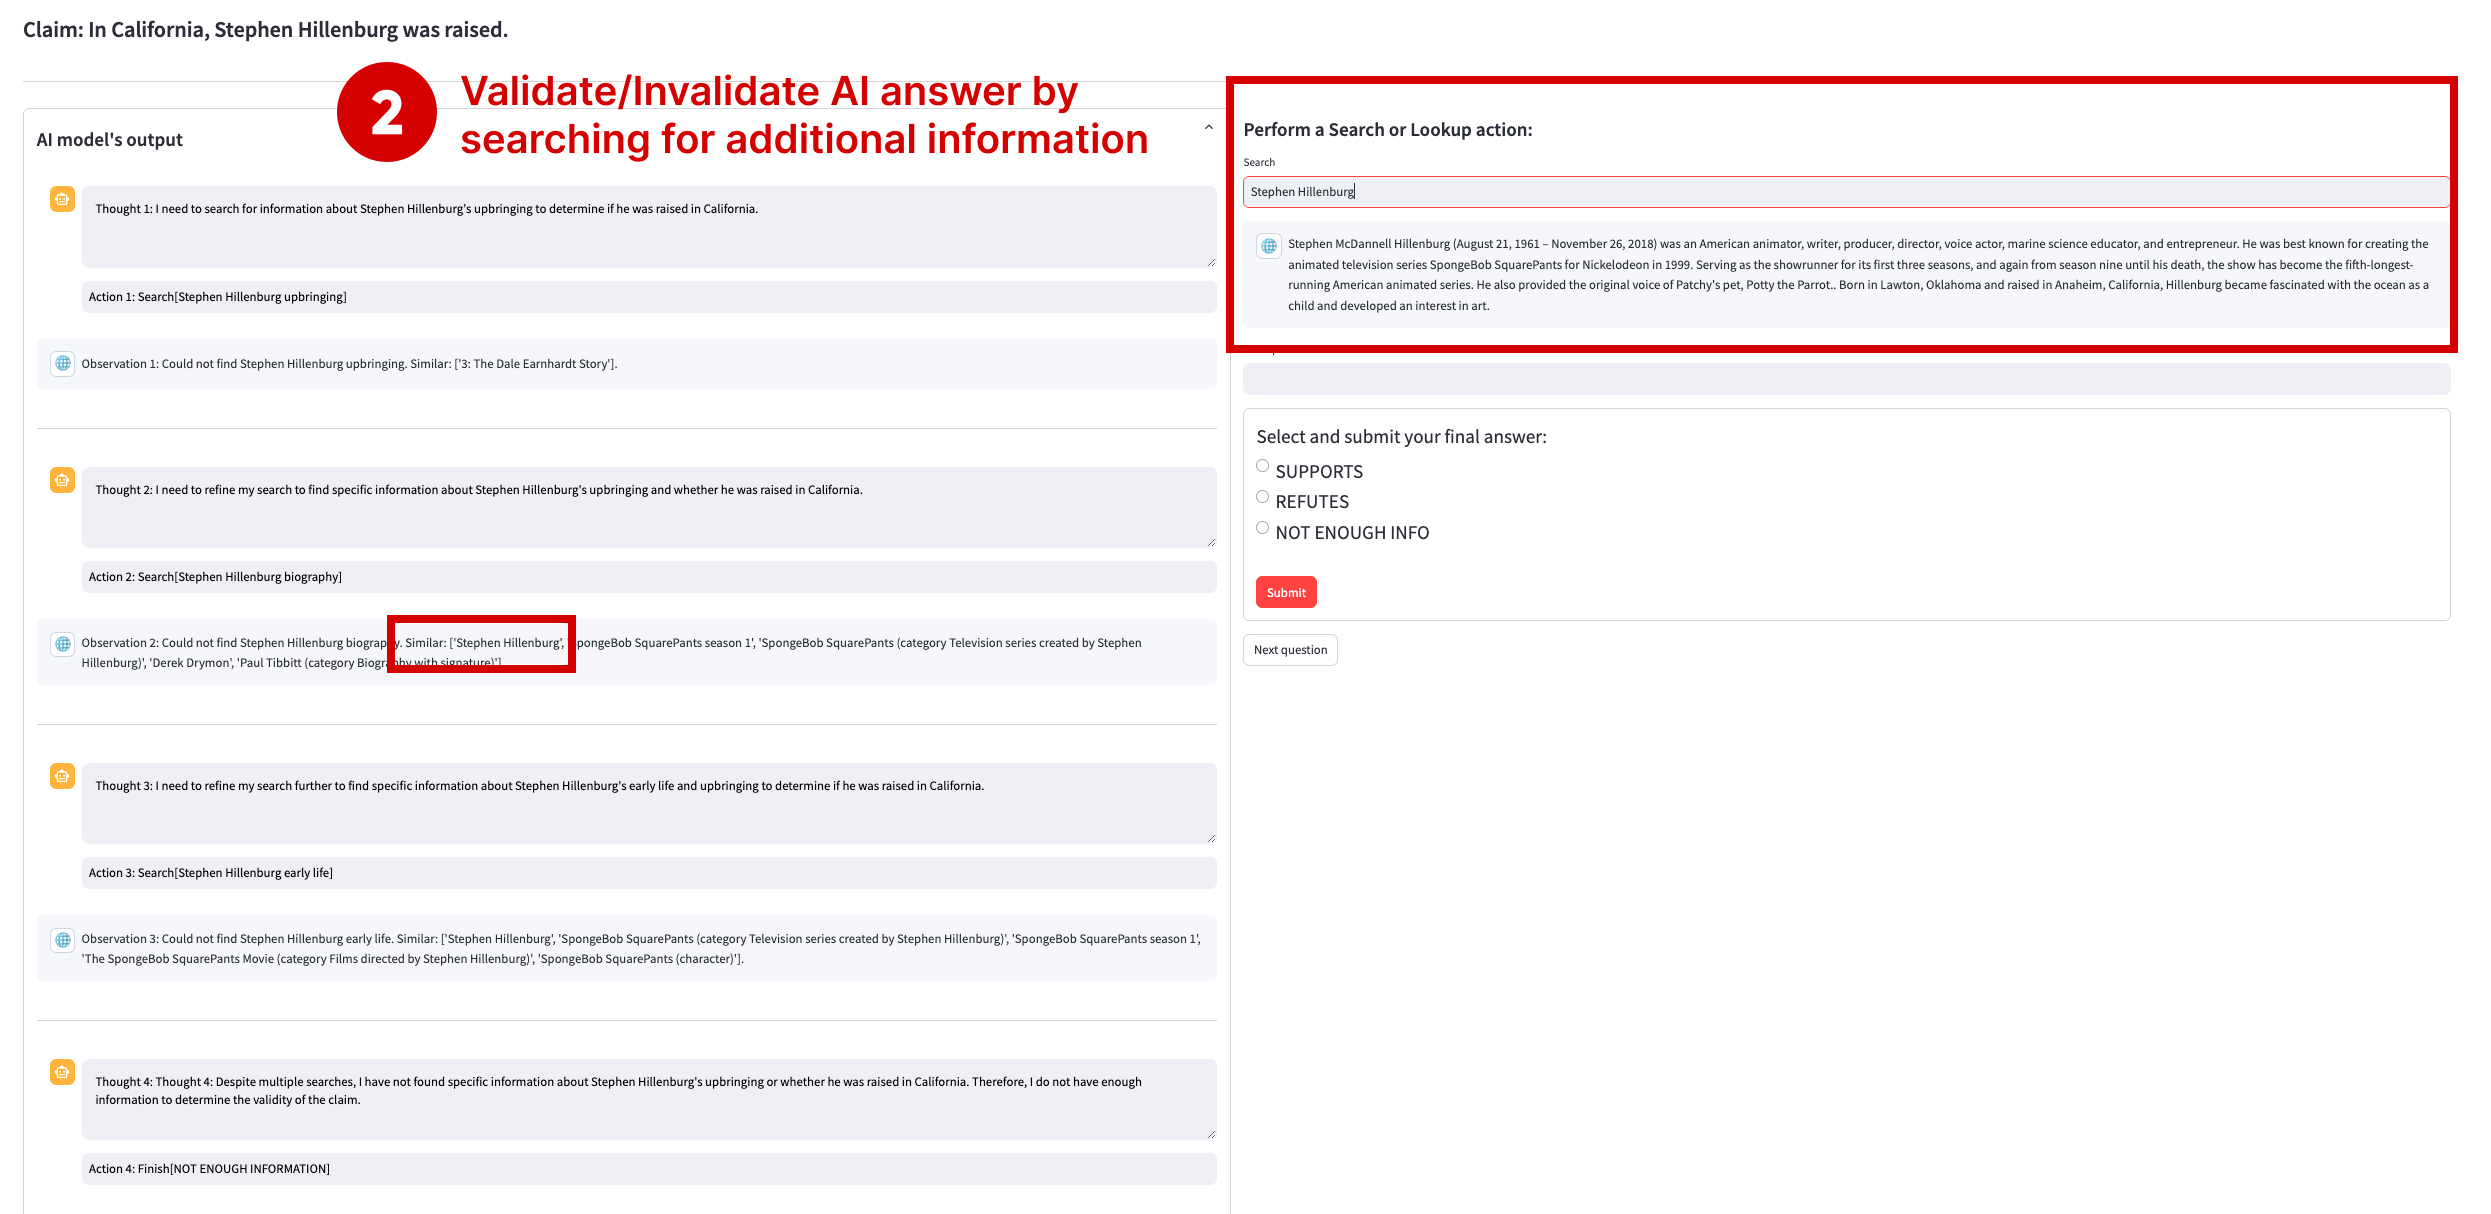 Claim: In California, Stephen Hillenburg was raised.
2
Validate/Invalidate AI answer by
searching for additional information
AI model's output
Thought 1: I need to search for information about Stephen Hillenburg's upbringing to determine if he was raised in California.
Action 1: Search[Stephen Hillenburg upbringing]
Observation 1: Could not find Stephen Hillenburg upbringing. Similar: ['3: The Dale Earnhardt Story'].
Thought 2: I need to refine my search to find specific information about Stephen Hillenburg's upbringing and whether he was raised in California.
Action 2: Search[Stephen Hillenburg biography]
Observation 2: Could not find Stephen Hillenburg biography. Similar: ['Stephen Hillenburg', 'SpongeBob SquarePants season 1', 'SpongeBob SquarePants (category Television series created by Stephen
Hillenburg)', 'Derek Drymon', 'Paul Tibbitt (category Biography with signature)'].
Thought 3: I need to refine my search further to find specific information about Stephen Hillenburg's early life and upbringing to determine if he was raised in California.
Action 3: Search[Stephen Hillenburg early life]
Observation 3: Could not find Stephen Hillenburg early life. Similar: ['Stephen Hillenburg', 'SpongeBob SquarePants (category Television series created by Stephen Hillenburg)', 'SpongeBob SquarePants season 1',
'The SpongeBob SquarePants Movie (category Films directed by Stephen Hillenburg)', 'SpongeBob SquarePants (character)'].
Thought 4: Thought 4: Despite multiple searches, I have not found specific information about Stephen Hillenburg's upbringing or whether he was raised in California. Therefore, I do not have enough
information to determine the validity of the claim.
Action 4: Finish[NOT ENOUGH INFORMATION]
Perform a Search or Lookup action:
Search
Stephen Hillenburg
Stephen McDannell Hillenburg (August 21, 1961 – November 26, 2018) was an American animator, writer, producer, director, voice actor, marine science educator, and entrepreneur. He was best known for creating the
animated television series SpongeBob SquarePants for Nickelodeon in 1999. Serving as the showrunner for its first three seasons, and again from season nine until his death, the show has become the fifth-longest-
running American animated series. He also provided the original voice of Patchy's pet, Potty the Parrot.. Born in Lawton, Oklahoma and raised in Anaheim, California, Hillenburg became fascinated with the ocean as a
child and developed an interest in art.
Select and submit your final answer:
SUPPORTS
REFUTES
NOT ENOUGH INFO
Submit
Next question